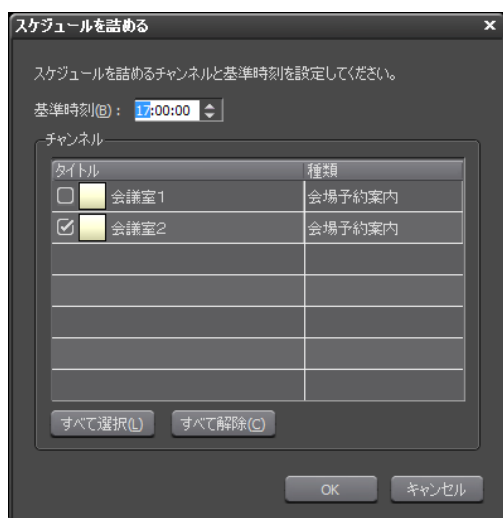 スケジュールを詰める
スケジュールを詰めるチャンネルと基準時刻を設定してください。
基準時刻(B)： 17:00:00
チャンネル
タイトル 種類
会議室1 会場予約案内
会議室2 会場予約案内
すべて選択(L) すべて解除(C)
OK キャンセル